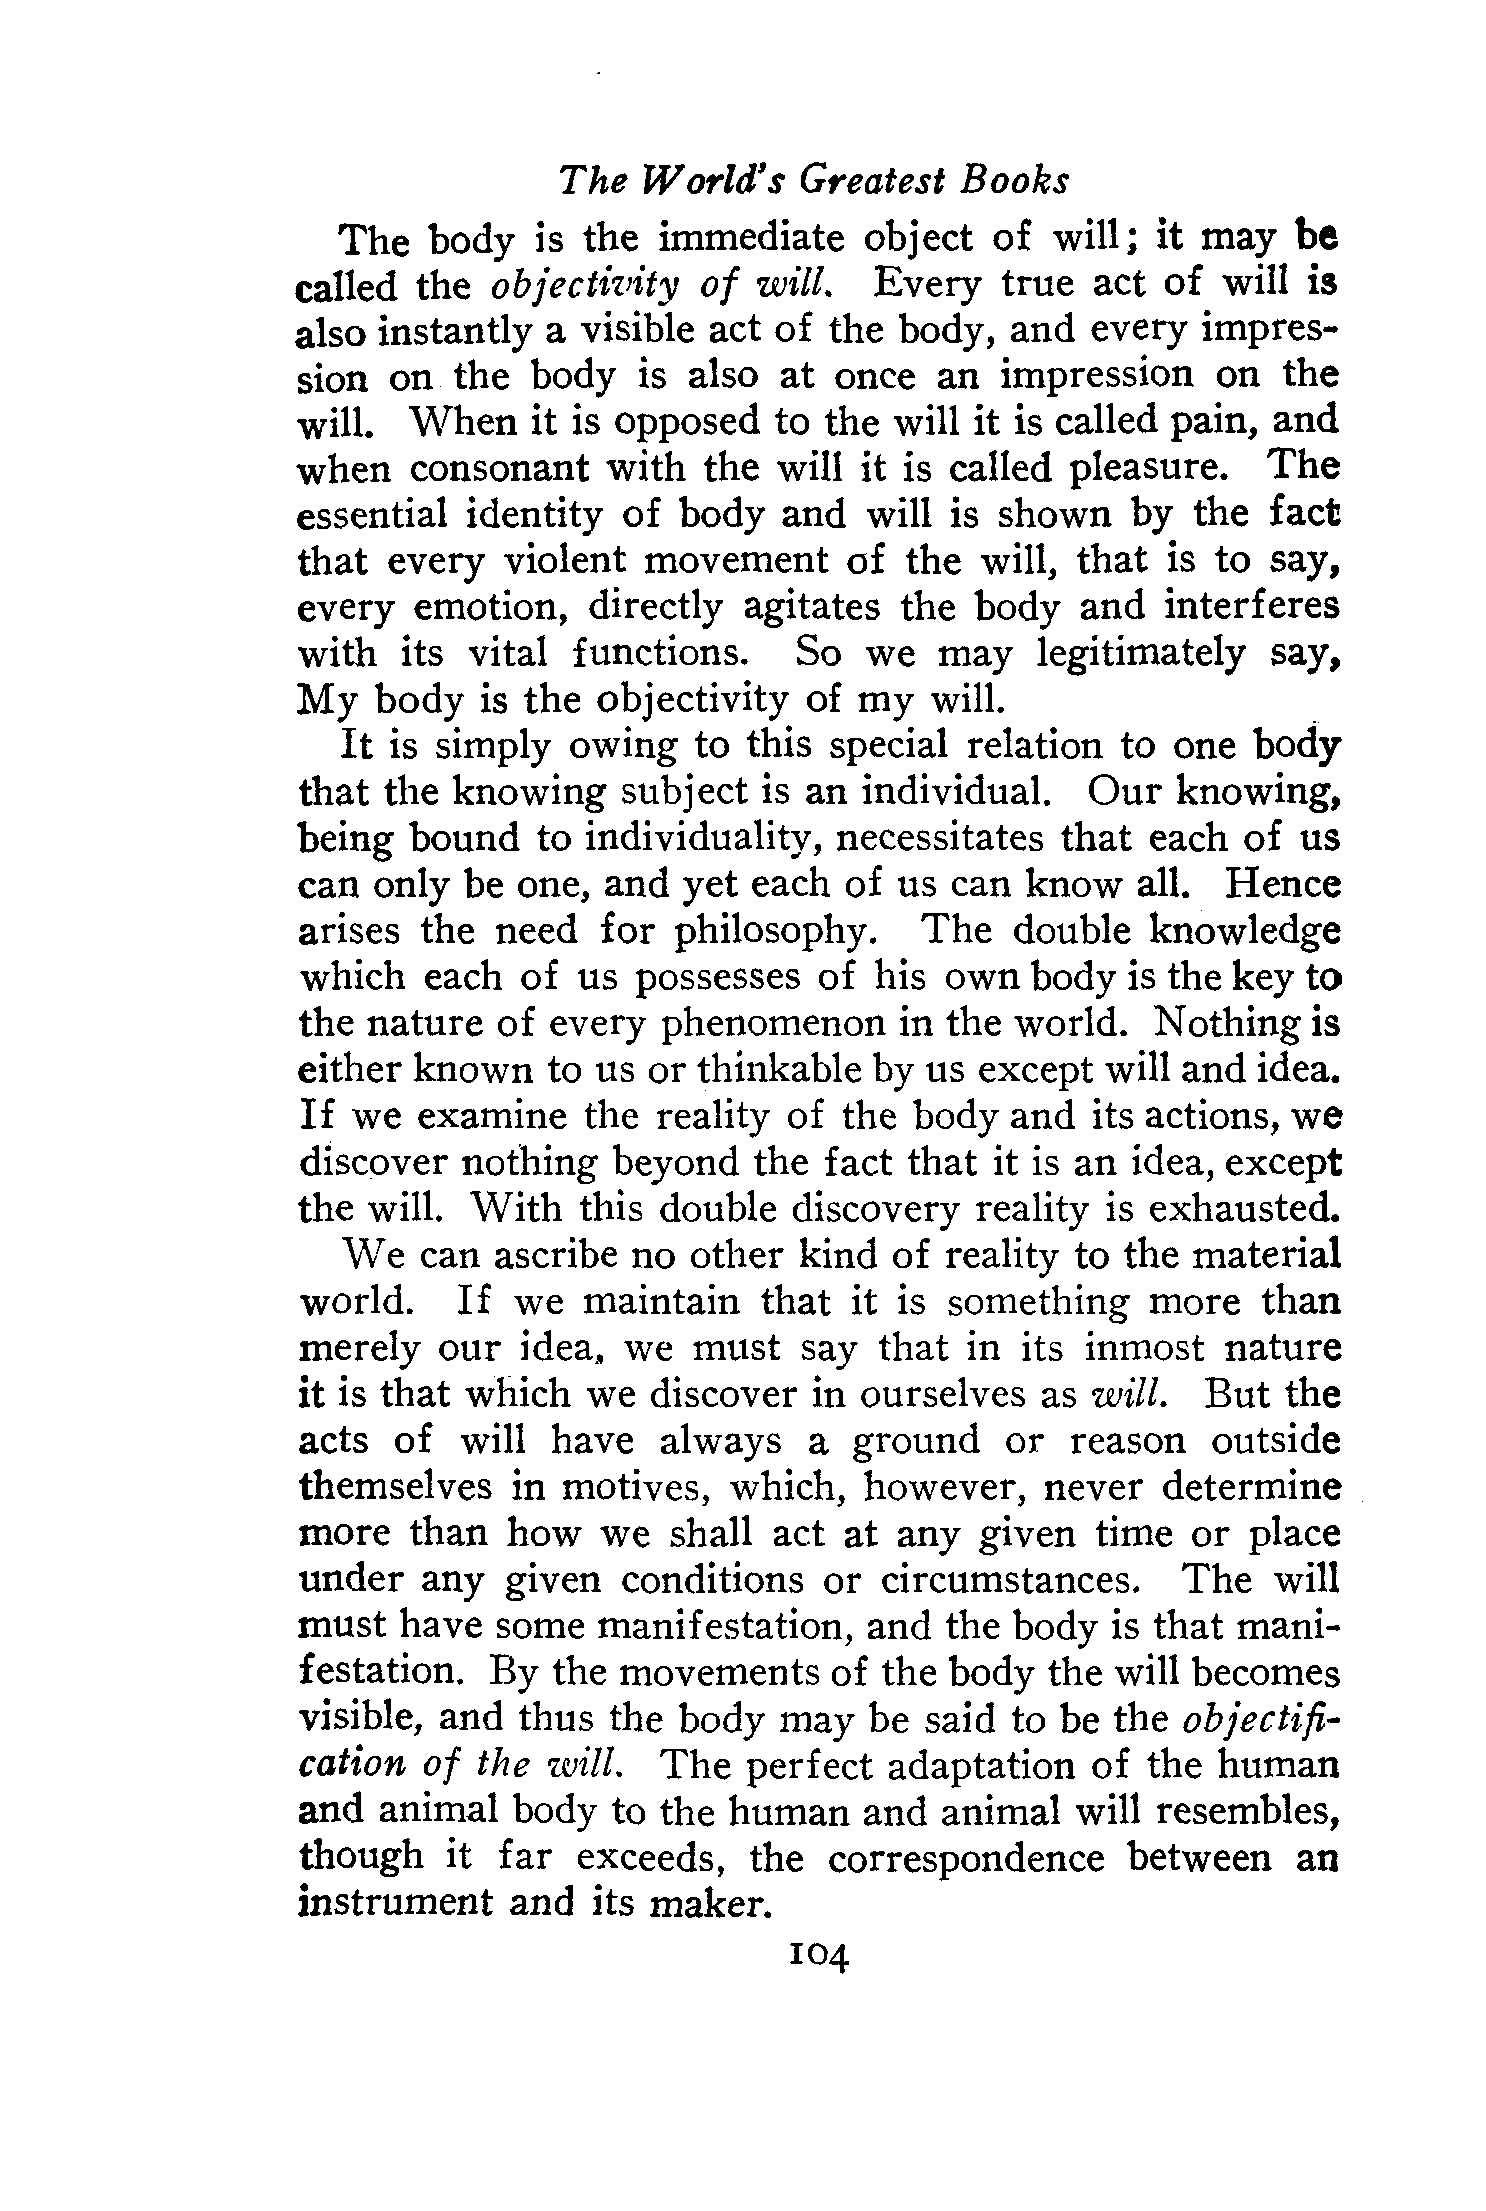 The World's Greatest Books
The body is the immediate object of will; it may be
called the objectivity of will. Every true act of will is
also instantly a visible act of the body, and every impres-
sion on the body is also at once an impression on the
will. When it is opposed to the will it is called pain, and
when consonant with the will it is called pleasure. The
essential identity of body and will is shown by the fact
that every violent movement of the will, that is to say,
every emotion, directly agitates the body and interferes
with its vital functions. So we may legitimately say,
My body is the objectivity of my will.
It is simply owing to this special relation to one body
that the knowing subject is an individual. Our knowing,
being bound to individuality, necessitates that each of us
can only be one, and yet each of us can know all. Hence
arises the need for philosophy. The double knowledge
which each of us possesses of his own body is the key to
the nature of every phenomenon in the world. Nothing is
either known to us or thinkable by us except will and idea.
If we examine the reality of the body and its actions, we
discover nothing beyond the fact that it is an idea, except
the will. With this double discovery reality is exhausted.
We can ascribe no other kind of reality to the material
world. If we maintain that it is something more than
merely our idea, we must say that in its inmost nature
it is that which we discover in ourselves as will. But the
acts of will have always a ground or reason outside
themselves in motives, which, however, never determine
more than how we shall act at any given time or place
under any given conditions or circumstances. The will
must have some manifestation, and the body is that mani-
festation. By the movements of the body the will becomes
visible, and thus the body may be said to be the objectifi-
cation of the will. The perfect adaptation of the human
and animal body to the human and animal will resembles,
though it far exceeds, the correspondence between an
instrument and its maker.
104